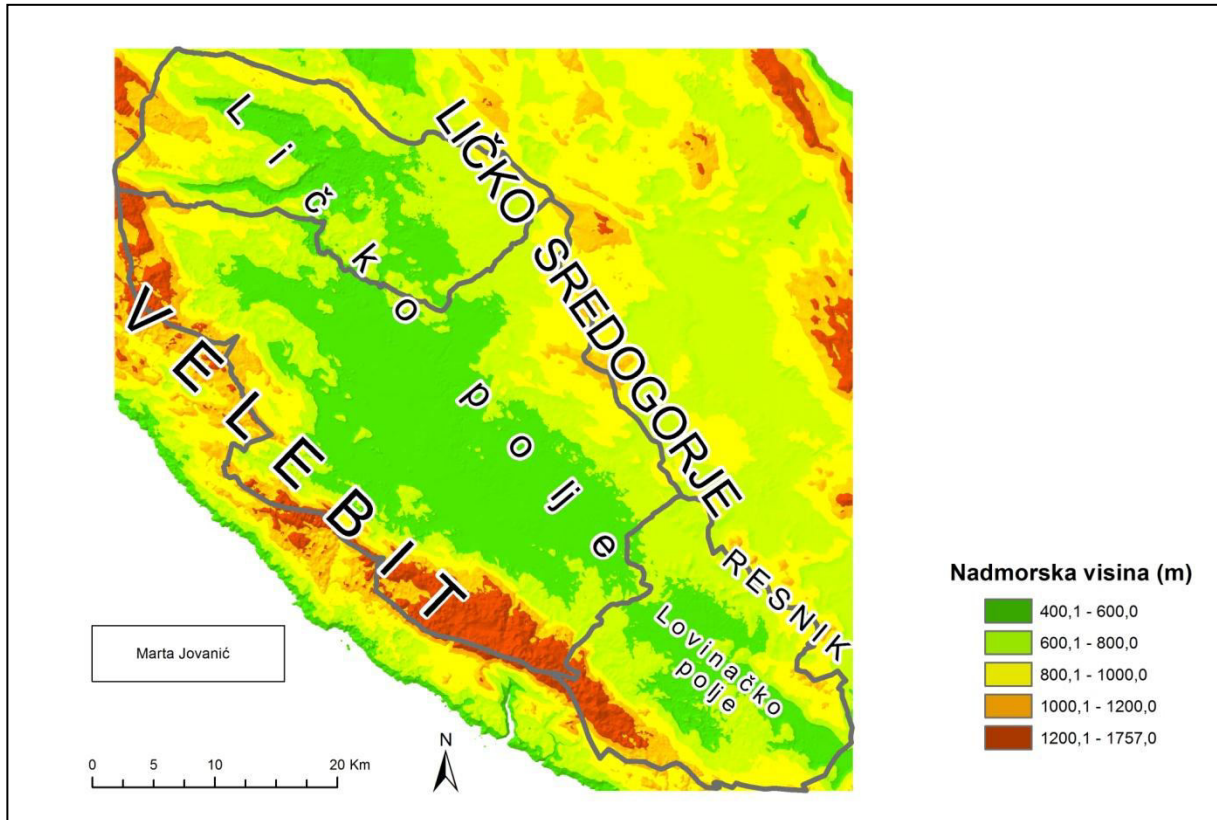 Ličko polje
LIČKO SREDOGORJE
VELEBIT
RESNIK
Lovinačko
polje
Nadmorska visina (m)
400,1 - 600,0
600,1 - 800,0
800,1 - 1000,0
1000,1 - 1200,0
1200,1 - 1757,0
Marta Jovanić
N
0 5 10 20 Km